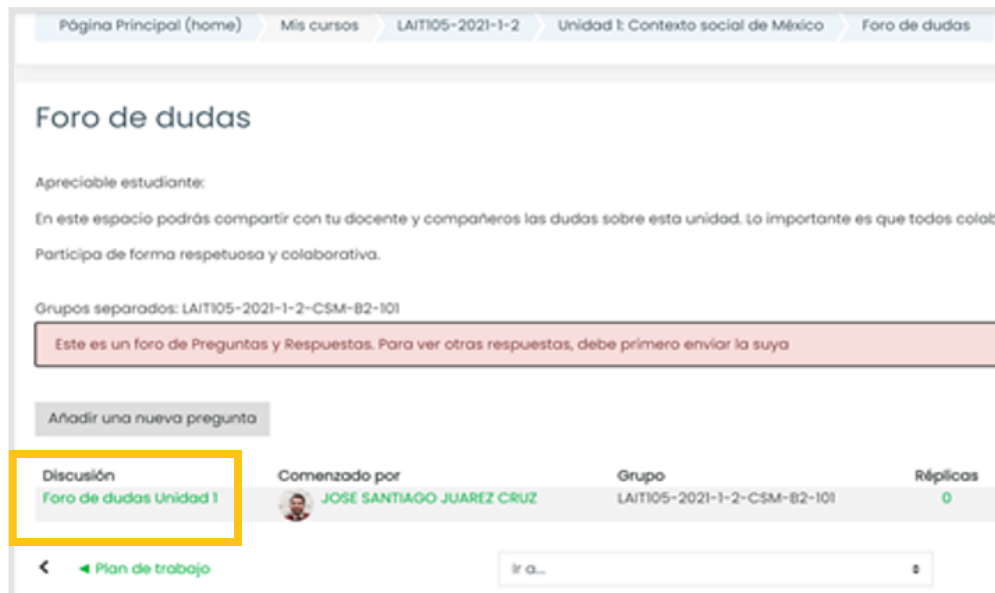 Página Principal (home) Mis cursos LAIT105-2021-1-2 Unidad 1: Contexto social de México Foro de dudas
Foro de dudas
Apreciable estudiante:
En este espacio podrás compartir con tu docente y compañeros las dudas sobre esta unidad. Lo importante es que todos colab
Participa de forma respetuosa y colaborativa.
Grupos separados: LAIT105-2021-1-2-CSM-B2-101
Este es un foro de Preguntas y Respuestas. Para ver otras respuestas, debe primero enviar la suya
Añadir una nueva pregunta
Discusión Comenzado por Grupo Réplicas
Foro de dudas Unidad 1 JOSE SANTIAGO JUAREZ CRUZ LAIT105-2021-1-2-CSM-B2-101 0
◄ Plan de trabajo Ir a...